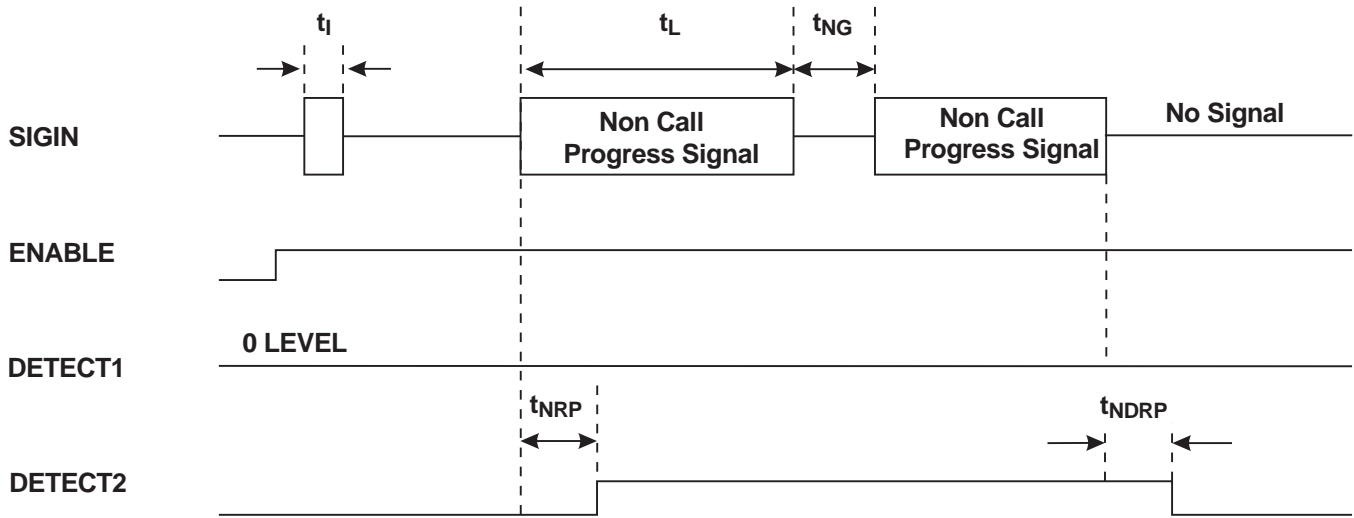 tI
tL
tNG
SIGIN
Non Call
Progress Signal
Non Call
Progress Signal
No Signal
ENABLE
0 LEVEL
DETECT1
tNRP
tNDRP
DETECT2